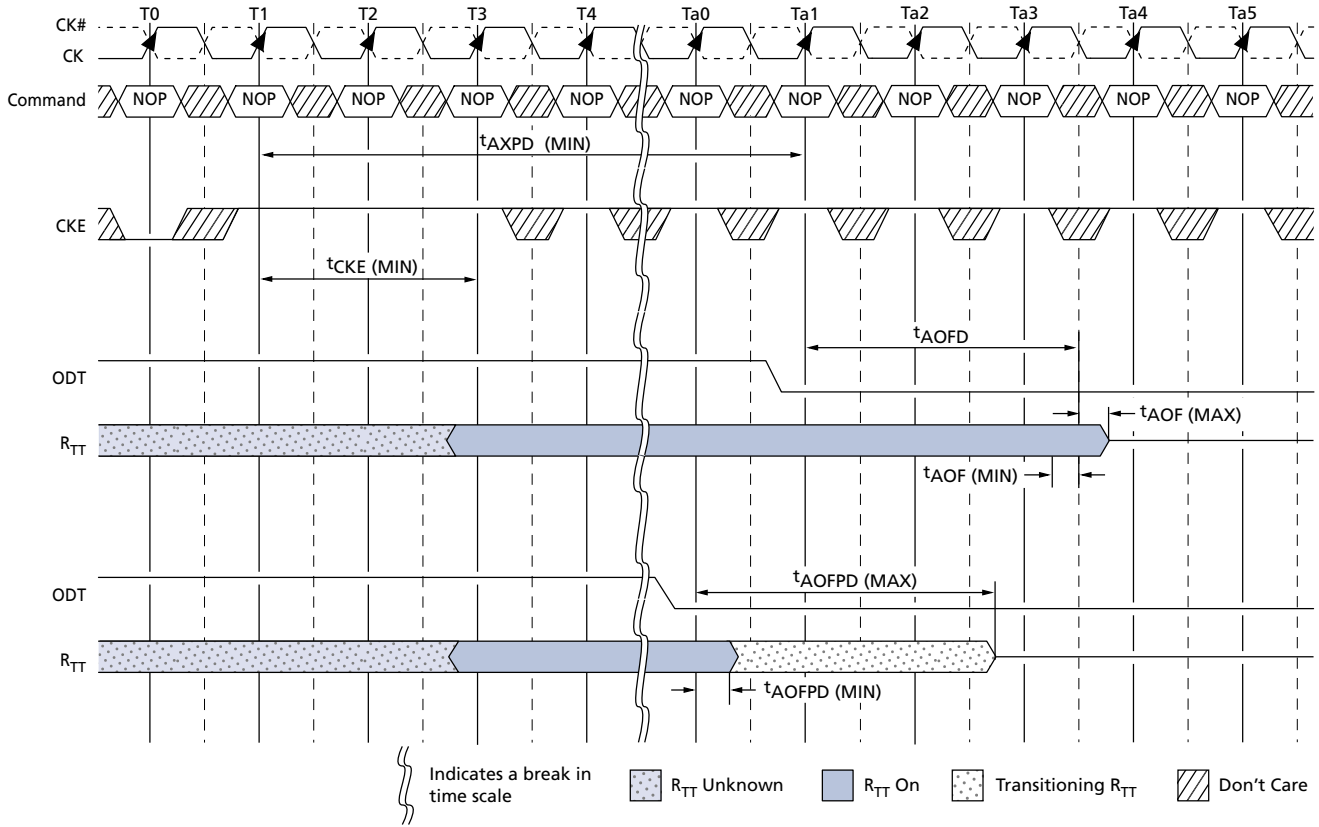 T0 T1 T2 T3 T4 Ta0 Ta1 Ta2 Ta3 Ta4 Ta5
CK#
CK
Command NOP NOP NOP NOP NOP NOP NOP NOP NOP NOP NOP
tAXPD (MIN)
CKE
tCKE (MIN)
tAOFD
ODT
tAOF (MAX)
RTT
tAOF (MIN)
tAOFPD (MAX)
ODT
RTT
tAOFPD (MIN)
Indicates a break in
time scale
RTT Unknown
RTT On
Transitioning RTT
Don't Care